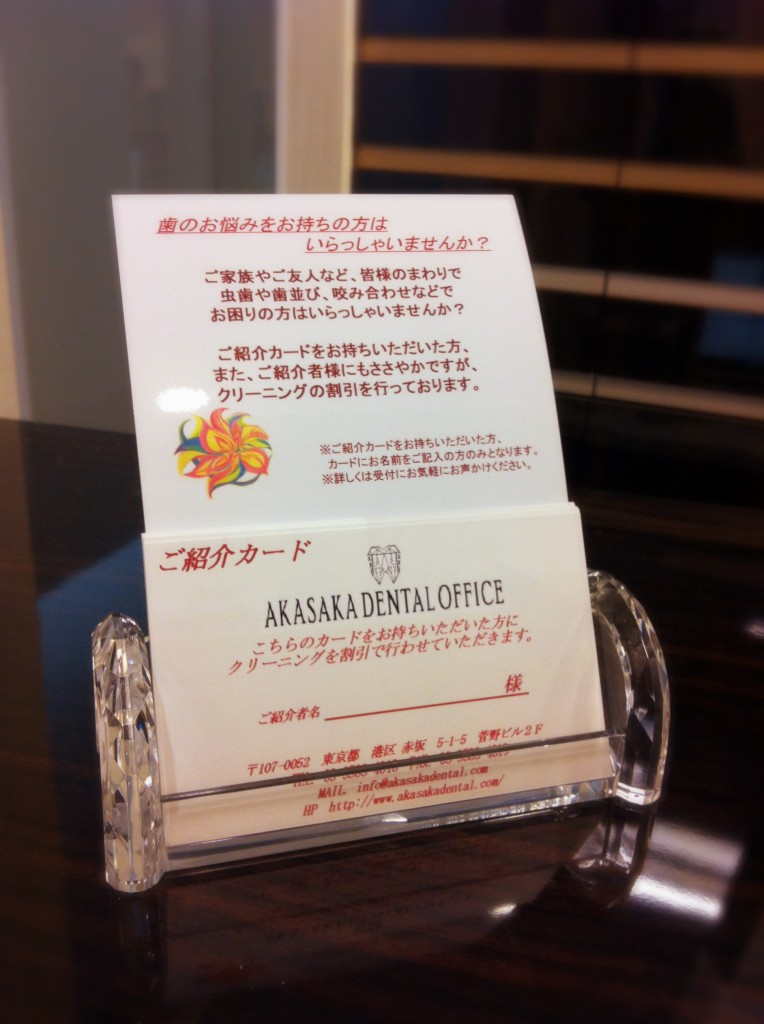 歯のお悩みをお持ちの方は
いらっしゃいませんか?
ご家族やご友人など、皆様のまわりで
虫歯や歯並び、咬み合わせなどで
お困りの方はいらっしゃいませんか?
ご紹介カードをお持ちいただいた方、
また、ご紹介者様にもささやかですが、
クリーニングの割引を行っております。
※ご紹介カードをお持ちいただいた方、
カードにお名前をご記入の方のみとなります。
※詳しくは受付にお気軽にお声かけください。
ご紹介カード
AKASAKA DENTAL OFFICE
こちらのカードをお持ちいただいた方に
クリーニングを割引で行わせていただきます。
ご紹介者名 様
〒107-0052 東京都 港区 赤坂 5-1-5 菅野ビル2F
TEL FAX
MAIL. info@akasakadental.com
HP http://www.akasakadental.com/